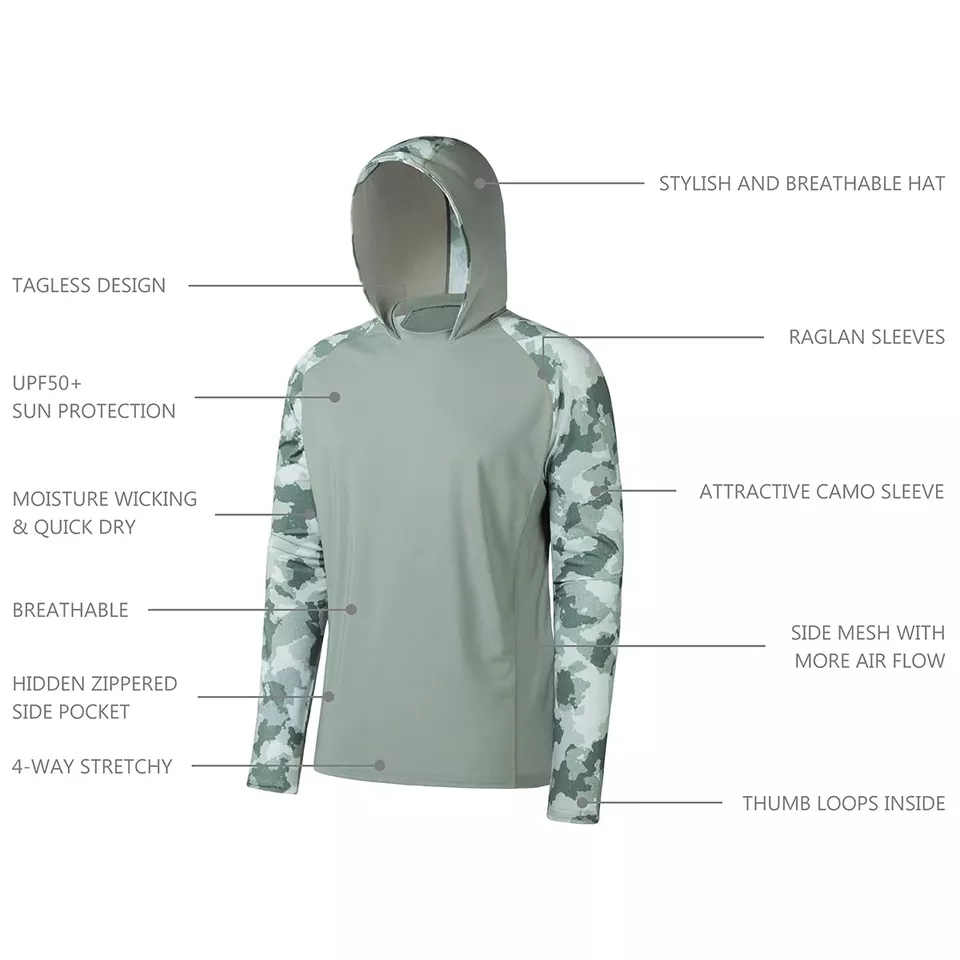 STYLISH AND BREATHABLE HAT
TAGLESS DESIGN
RAGLAN SLEEVES
UPF50+
SUN PROTECTION
MOISTURE WICKING
& QUICK DRY
ATTRACTIVE CAMO SLEEVE
BREATHABLE
SIDE MESH WITH
MORE AIR FLOW
HIDDEN ZIPPERED
SIDE POCKET
4-WAY STRETCHY
THUMB LOOPS INSIDE